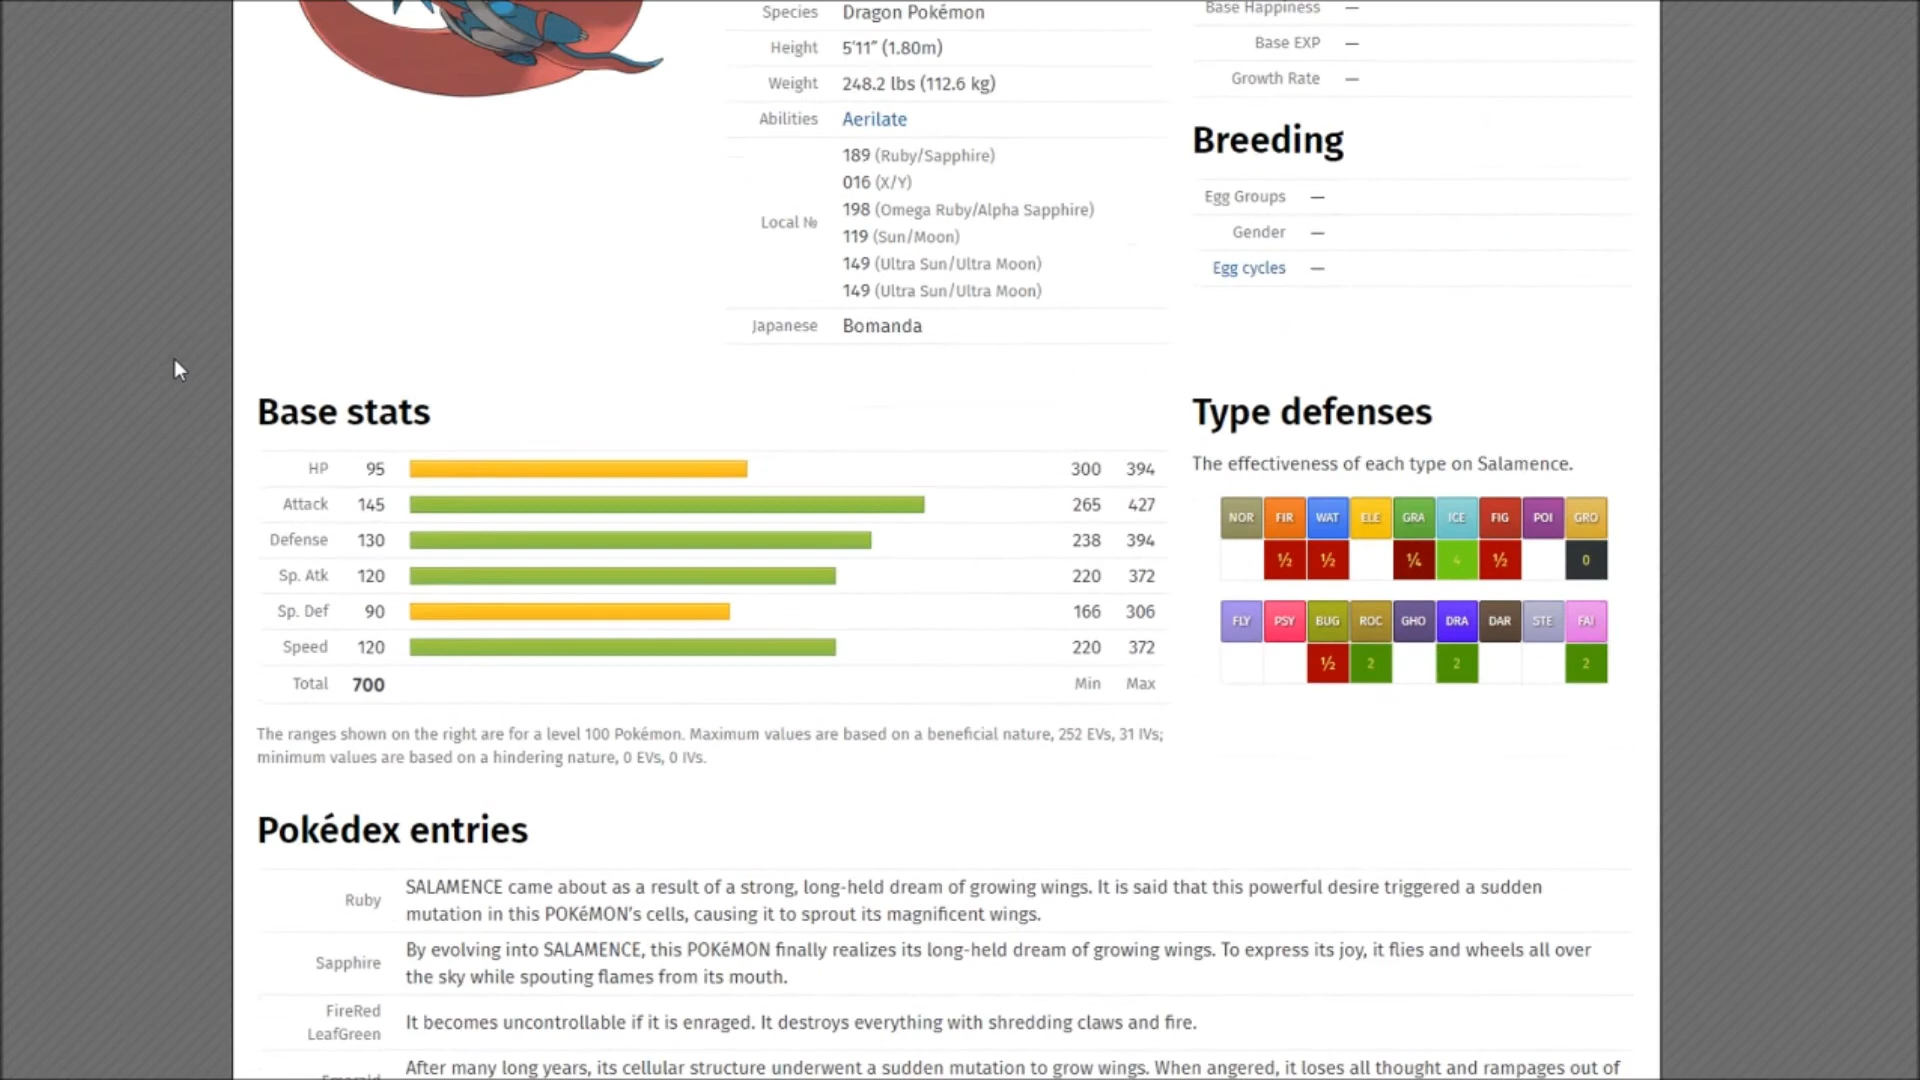 Species Dragon Pokémon
Height 5′11″ (1.80m)
Weight 248.2 lbs (112.6 kg)
Abilities Aerilate
Local №
189 (Ruby/Sapphire)
016 (X/Y)
198 (Omega Ruby/Alpha Sapphire)
119 (Sun/Moon)
149 (Ultra Sun/Ultra Moon)
149 (Ultra Sun/Ultra Moon)
Japanese Bomanda
Base Happiness —
Base EXP —
Growth Rate —
Breeding
Egg Groups —
Gender —
Egg cycles —
Base stats
HP 95 300 394
Attack 145 265 427
Defense 130 238 394
Sp. Atk 120 220 372
Sp. Def 90 166 306
Speed 120 220 372
Total 700 Min Max
The ranges shown on the right are for a level 100 Pokémon. Maximum values are based on a beneficial nature, 252 EVs, 31 IVs;
minimum values are based on a hindering nature, 0 EVs, 0 IVs.
Type defenses
The effectiveness of each type on Salamence.
NOR FIR WAT ELE GRA ICE FIG POI GRO
½ ½ ¼ 4 ½ 0
FLY PSY BUG ROC GHO DRA DAR STE FAI
½ 2 2 2
Pokédex entries
Ruby
SALAMENCE came about as a result of a strong, long-held dream of growing wings. It is said that this powerful desire triggered a sudden
mutation in this POKéMON's cells, causing it to sprout its magnificent wings.
Sapphire
By evolving into SALAMENCE, this POKéMON finally realizes its long-held dream of growing wings. To express its joy, it flies and wheels all over
the sky while spouting flames from its mouth.
FireRed
LeafGreen
It becomes uncontrollable if it is enraged. It destroys everything with shredding claws and fire.
Emerald
After many long years, its cellular structure underwent a sudden mutation to grow wings. When angered, it loses all thought and rampages out of